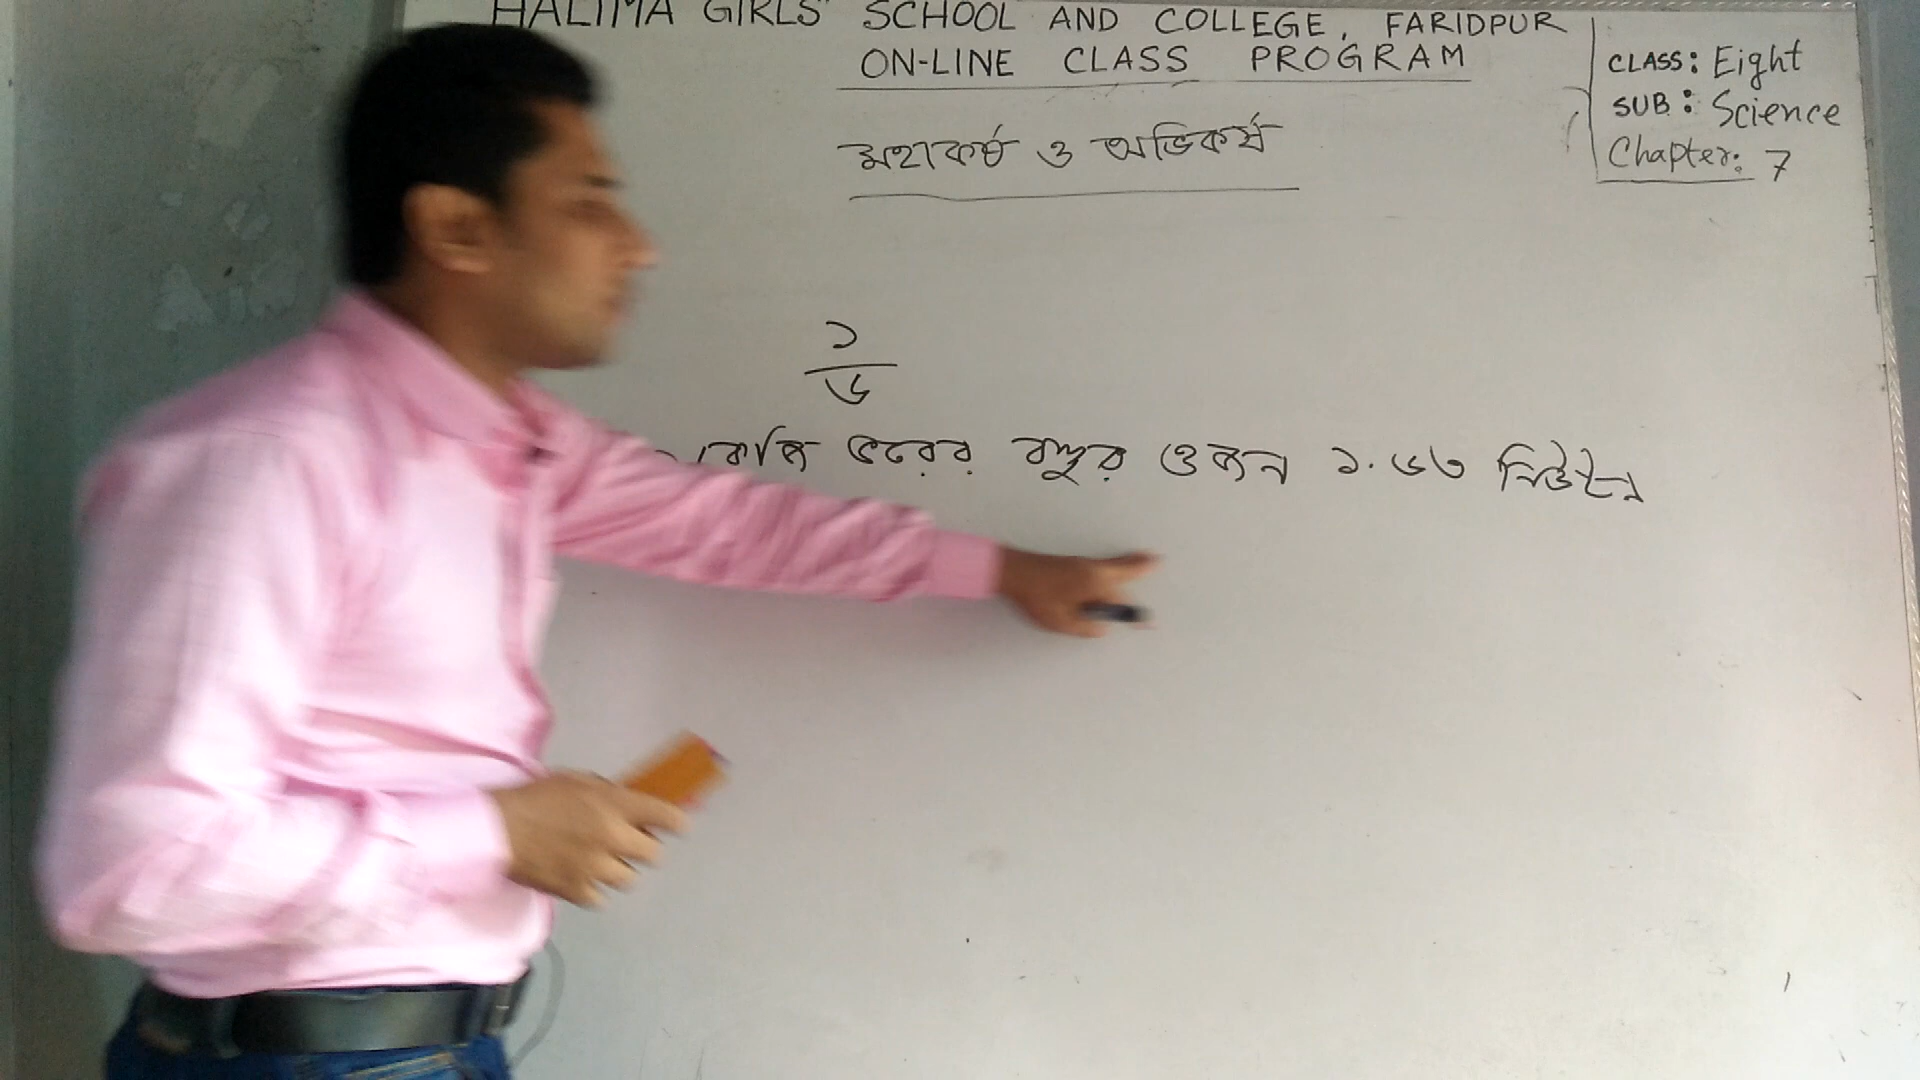 HALIMA GIRLS' SCHOOL AND COLLEGE, FARIDPUR
ON-LINE CLASS PROGRAM
CLASS: Eight
SUB: Science
Chapter: 7
মহাকর্ষ ও অভিকর্ষ
১
৬
কেজি ভরের বস্তুর ওজন ১.৬৩ নিউটন